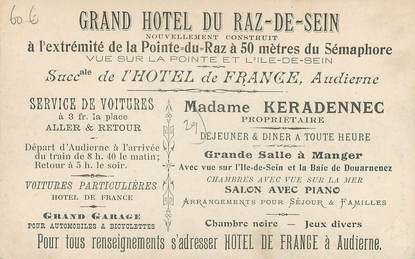 60 €
GRAND HOTEL DU RAZ-DE-SEIN
NOUVELLEMENT CONSTRUIT
à l'extrémité de la Pointe-du-Raz à 50 mètres du Sémaphore
VUE SUR LA POINTE ET L'ILE-DE-SEIN
Succale de l'HOTEL de FRANCE, Audierne
SERVICE DE VOITURES
à 3 fr. la place
ALLER & RETOUR
Départ d'Audierne à l'arrivée
du train de 8 h. 40 le matin;
Retour à 5 h. le soir.
VOITURES PARTICULIÈRES
HOTEL DE FRANCE
GRAND GARAGE
POUR AUTOMOBILES & BICYCLETTES
29
Madame KERADENNEC
PROPRIÉTAIRE
DEJEUNER & DINER A TOUTE HEURE
Grande Salle à Manger
Avec vue sur l'Ile-de-Sein et la Baie de Douarnenez
CHAMBRES AVEC VUE SUR LA MER
SALON AVEC PIANO
ARRANGEMENTS POUR SÉJOUR & FAMILLES
Chambre noire — Jeux divers
Pour tous renseignements s'adresser HOTEL DE FRANCE à Audierne.